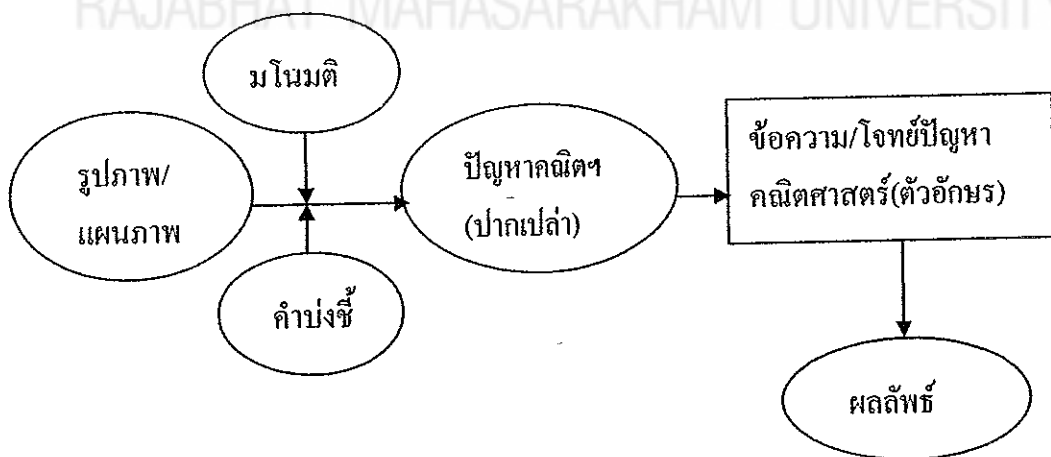 RAJABHAT MAHASARAKHAM UNIVERSITY
มโนมติ
รูปภาพ/
แผนภาพ
คำบ่งชี้
ปัญหาคณิตฯ
(ปากเปล่า)
ข้อความ/โจทย์ปัญหา
คณิตศาสตร์(ตัวอักษร)
ผลลัพธ์